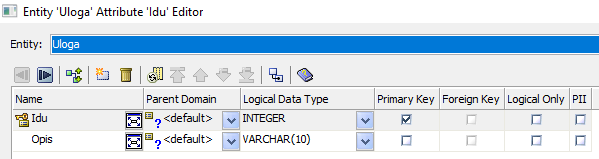 Entity 'Uloga' Attribute 'Idu' Editor
Entity: Uloga
Name Parent Domain Logical Data Type Primary Key Foreign Key Logical Only PII
Idu <default> INTEGER
Opis <default> VARCHAR(10)